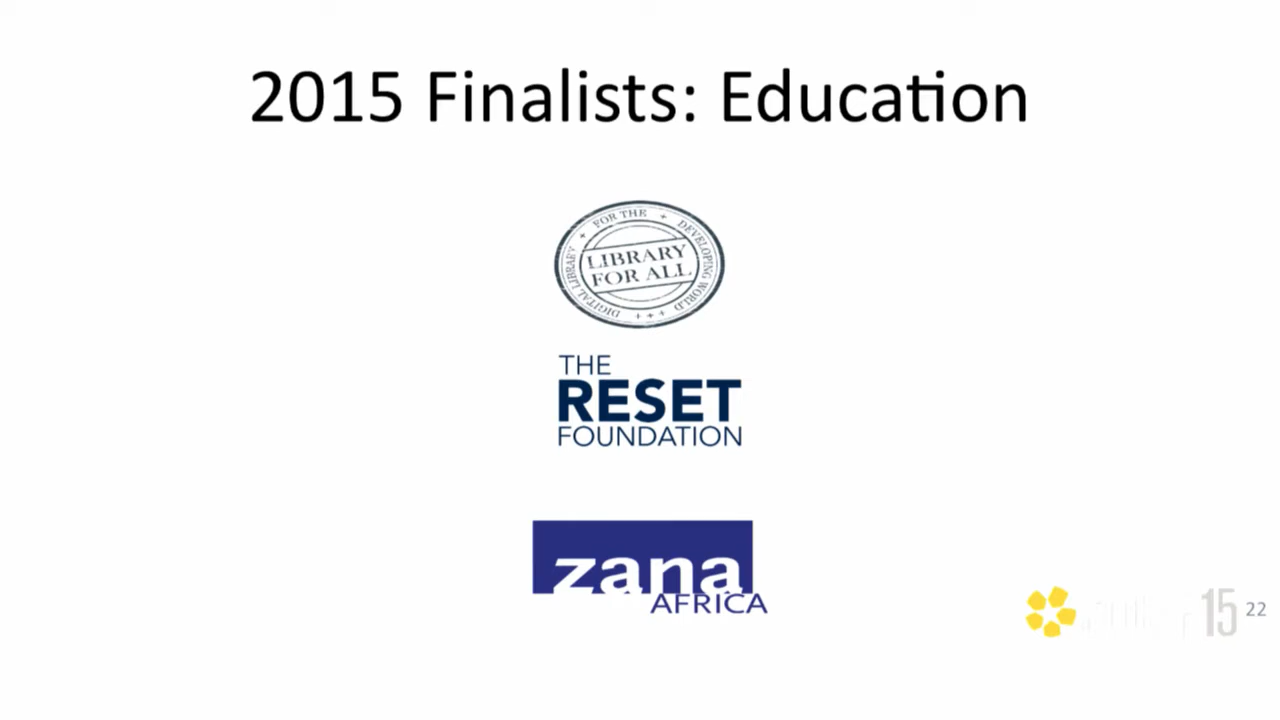 2015 Finalists: Education
DIGITAL LIBRARY + FOR THE + DEVELOPING WORLD + + +
LIBRARY
FOR ALL
THE
RESET
FOUNDATION
zana
AFRICA
15
22